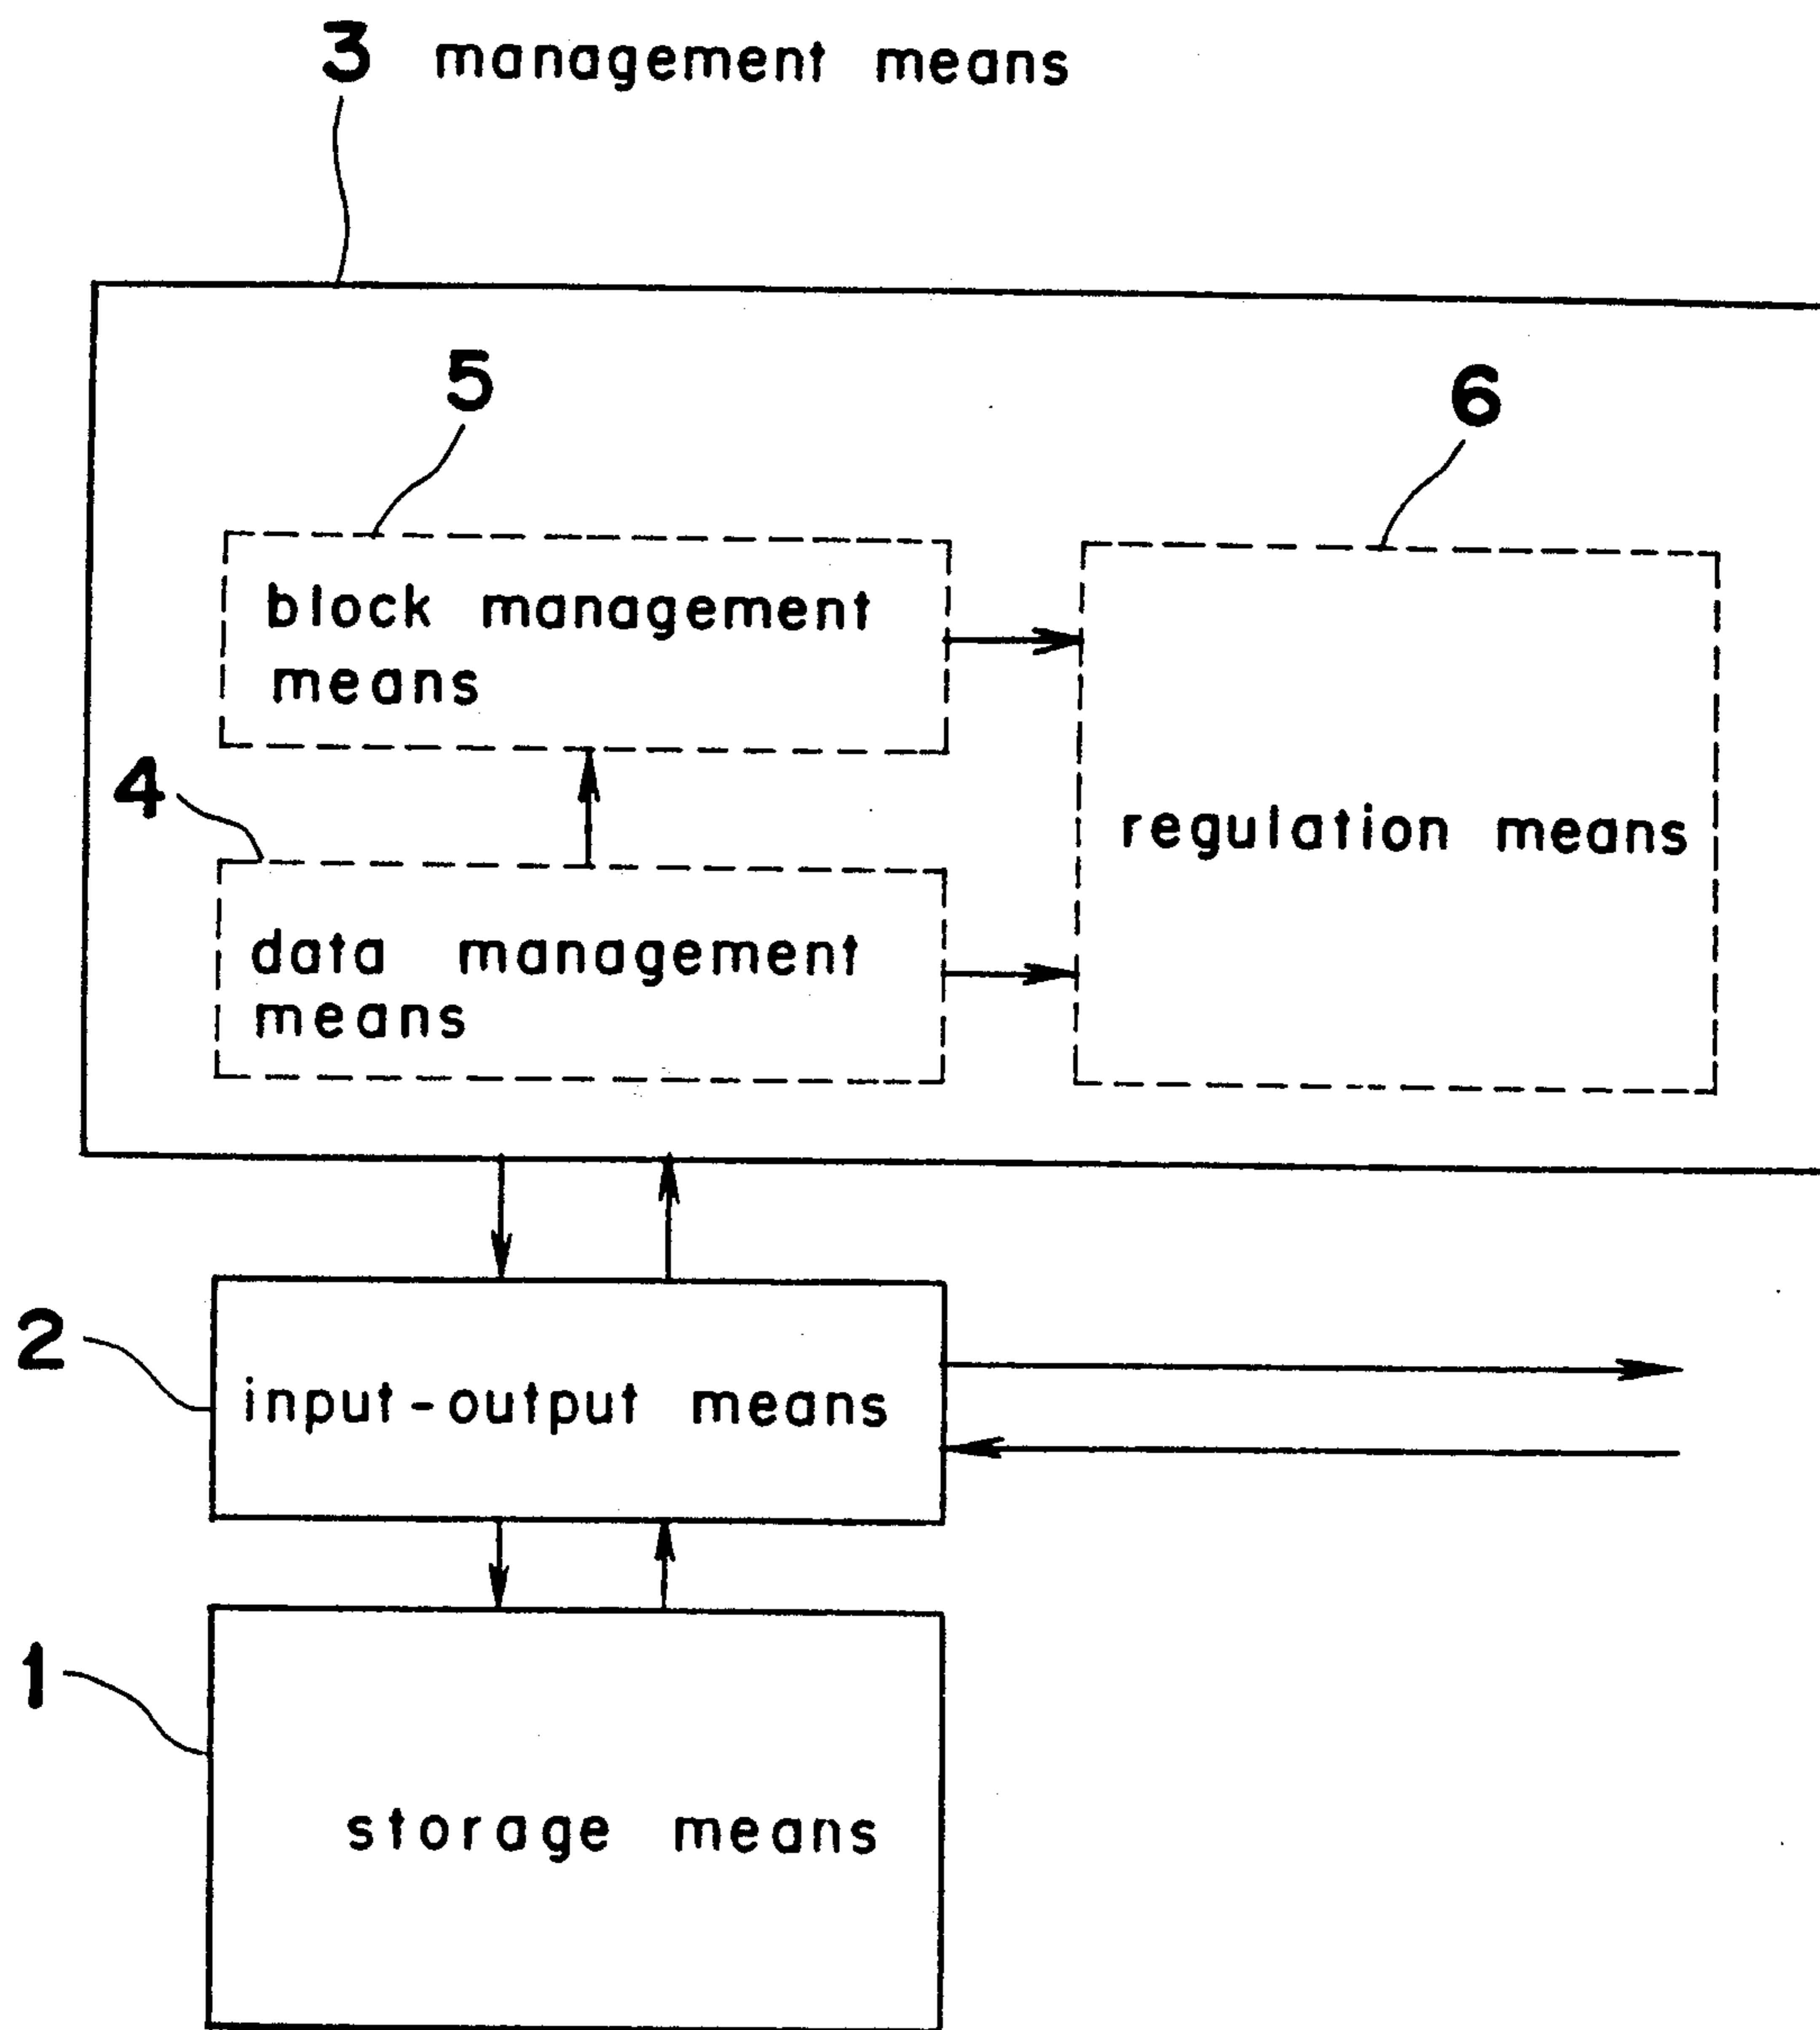 3 management means
5
6
block management
means
4
regulation means
data management
means
2
input-output means
1
storage means